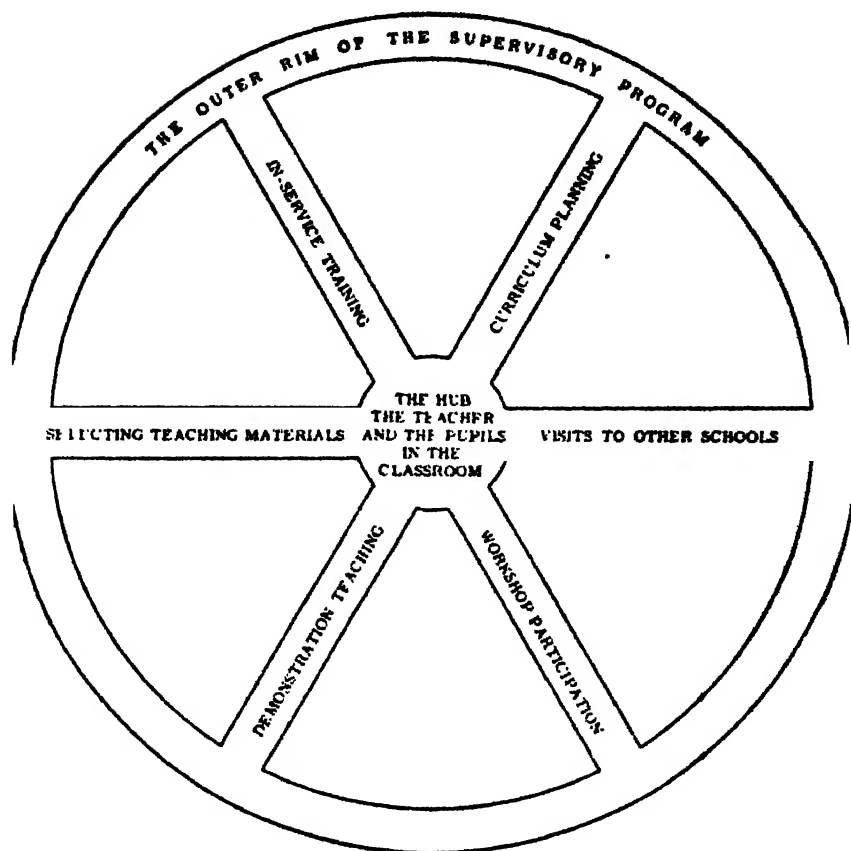 THE OUTER RIM OF THE SUPERVISORY PROGRAM
IN-SERVICE TRAINING
CURRICULUM PLANNING
SELECTING TEACHING MATERIALS
THE HUB
THE TEACHER
AND THE PUPILS
IN THE
CLASSROOM
VISITS TO OTHER SCHOOLS
DEMONSTRATION TEACHING
WORKSHOP PARTICIPATION